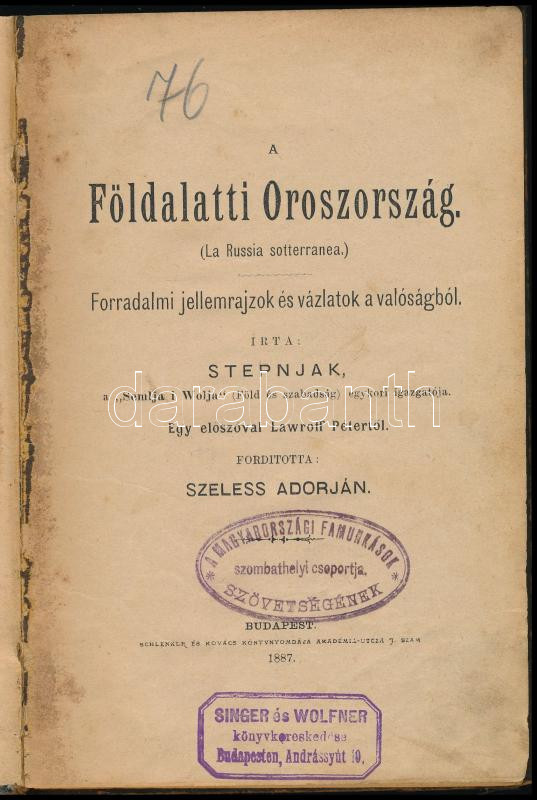 76
A
Földalatti Oroszország.
(La Russia sotterranea.)
Forradalmi jellemrajzok és vázlatok a valóságból.
IRTA:
STEPNJAK,
a „Semlja i Wolja“ (Föld és szabadság) egykori igazgatója.
Egy előszóval Lawroff Pétertől.
FORDITOTTA:
SZELESS ADORJÁN.
darabanth
A MAGYARORSZÁGI FAMUNKÁSOK
szombathelyi csoportja.
SZÖVETSÉGÉNEK
BUDAPEST.
SCHLENKER ÉS KOVÁCS KÖNYVNYOMDÁJA AKADÉMIA-UTCZA 7. SZÁM
1887.
SINGER és WOLFNER
könyvkereskedése
Budapesten, Andrássyút 10.